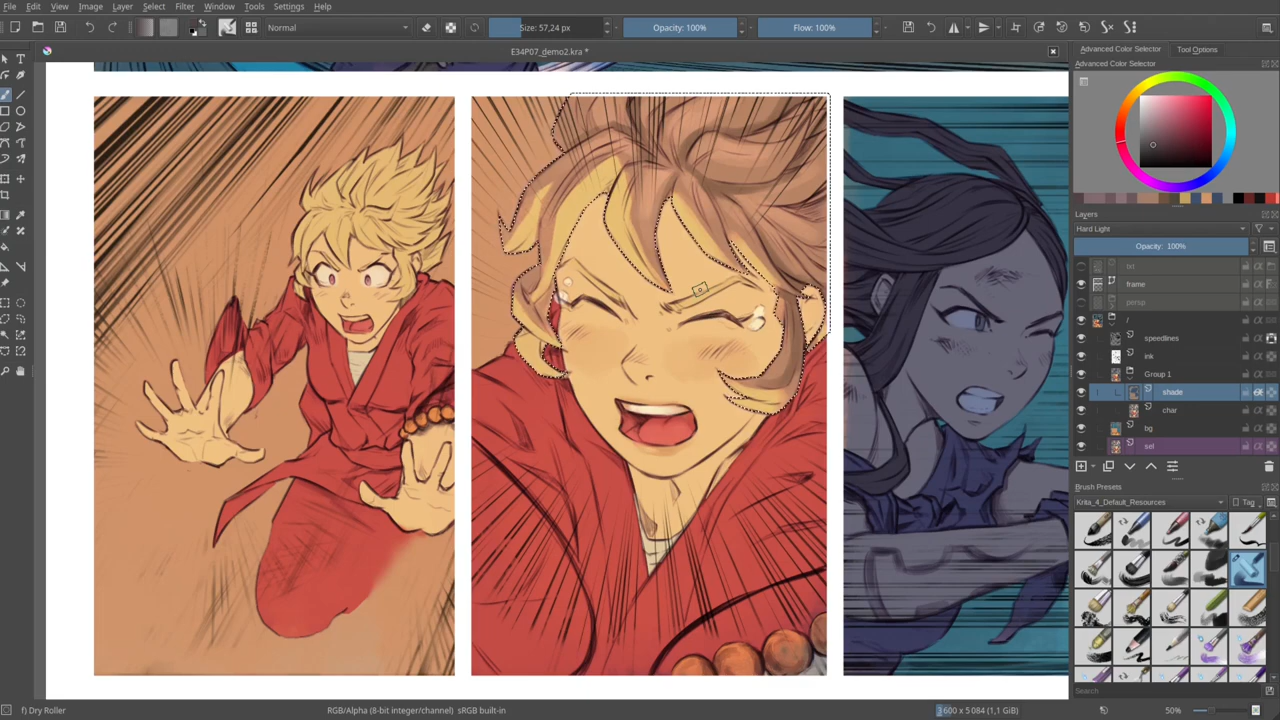 File Edit View Image Layer Select Filter Window Tools Settings Help
Normal Size: 57,24 px Opacity: 100% Flow: 100%
E34P07_demo2.kra *
Advanced Color Selector Tool Options
Advanced Color Selector
Layers
Hard Light
Opacity: 100%
txt
frame
persp
/
speedlines
ink
Group 1
shade
char
bg
sel
Brush Presets
Krita_4_Default_Resources Tag
Search
f) Dry Roller RGB/Alpha (8-bit integer/channel) sRGB built-in 3 600 x 5 084 (1,1 GiB) 50%